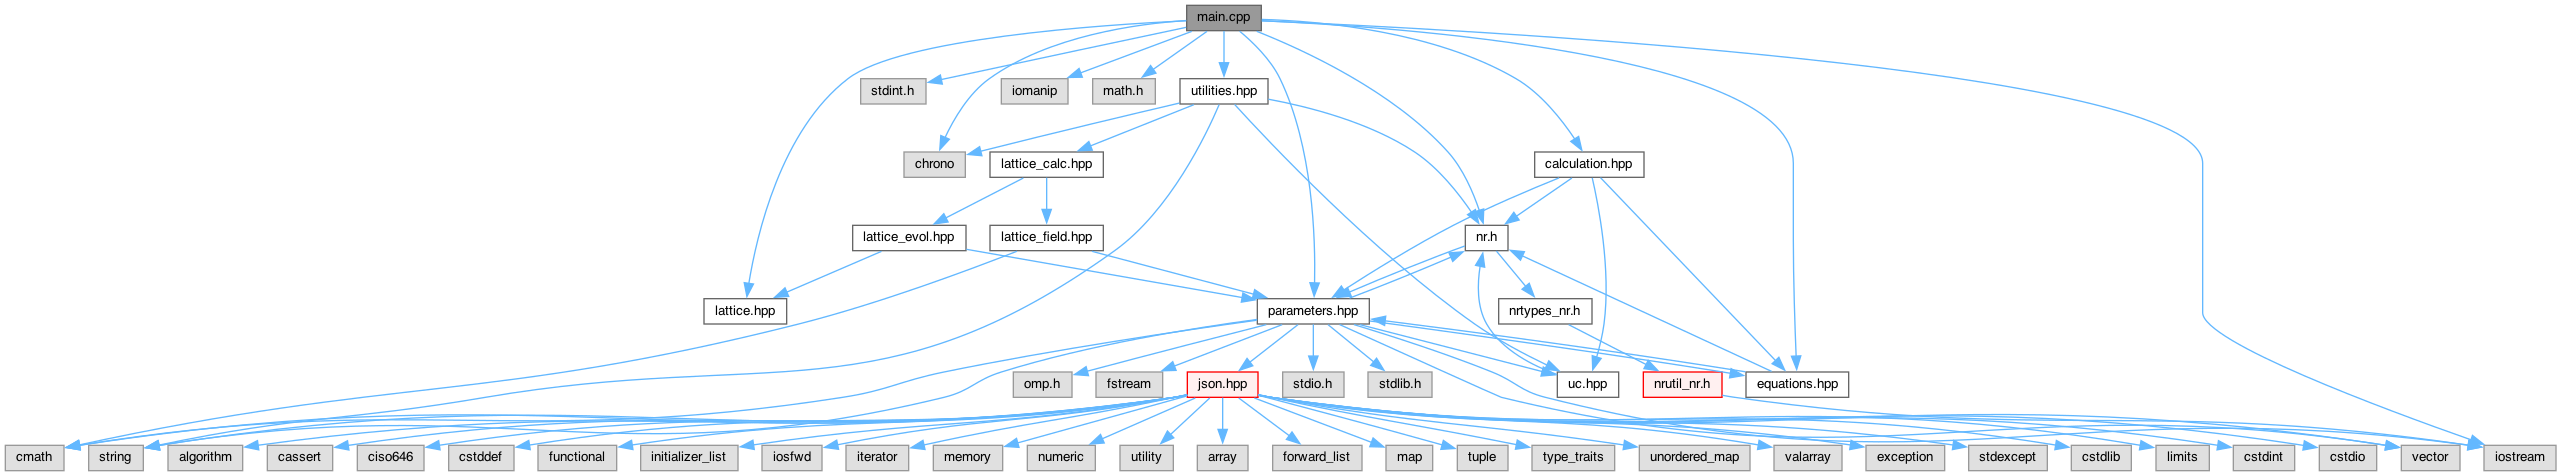 main.cpp
stdint.h
iomanip
math.h
utilities.hpp
chrono
lattice_calc.hpp
calculation.hpp
lattice_evol.hpp
lattice_field.hpp
nr.h
lattice.hpp
parameters.hpp
nrtypes_nr.h
omp.h
fstream
json.hpp
stdio.h
stdlib.h
uc.hpp
nrutil_nr.h
equations.hpp
cmath
string
algorithm
cassert
ciso646
cstddef
functional
initializer_list
iosfwd
iterator
memory
numeric
utility
array
forward_list
map
tuple
type_traits
unordered_map
valarray
exception
stdexcept
cstdlib
limits
cstdint
cstdio
vector
iostream